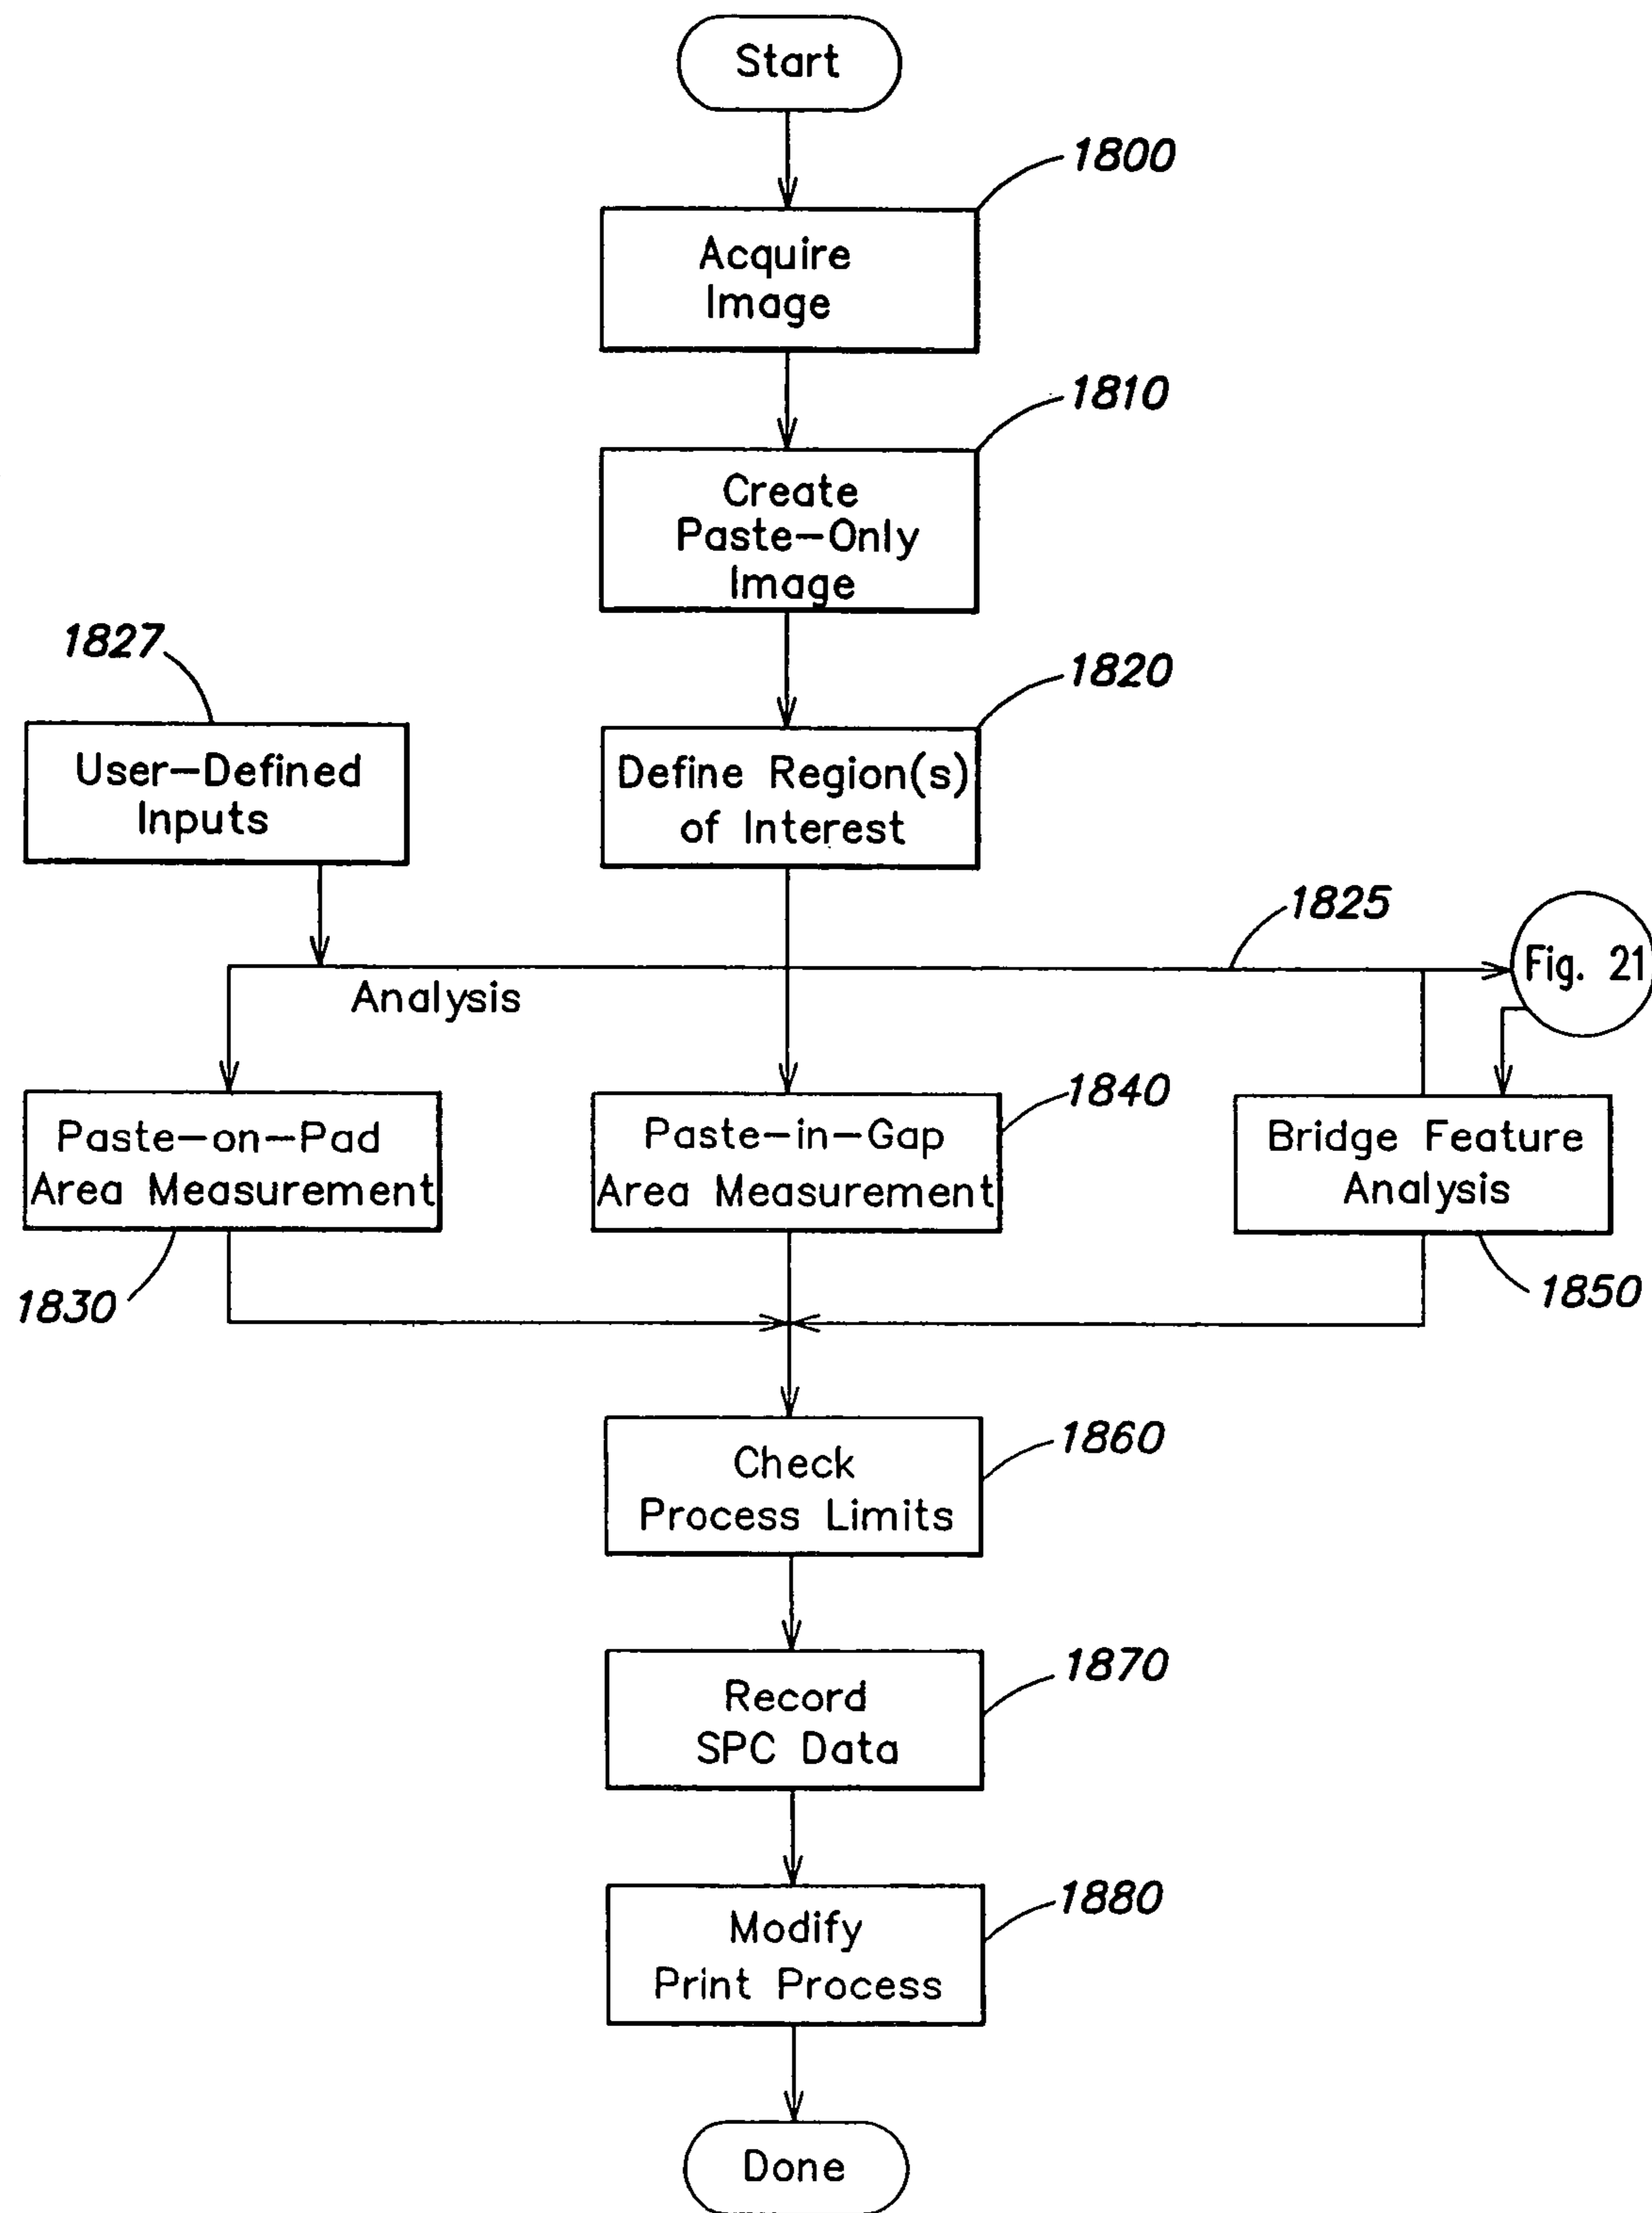 Start
1800
Acquire
Image
1810
Create
Paste-Only
Image
1827
1820
User-Defined
Inputs
Define Region(s)
of Interest
1825
Fig. 21
Analysis
1840
Paste-on-Pad
Area Measurement
Paste-in-Gap
Area Measurement
Bridge Feature
Analysis
1830
1850
1860
Check
Process Limits
1870
Record
SPC Data
1880
Modify
Print Process
Done